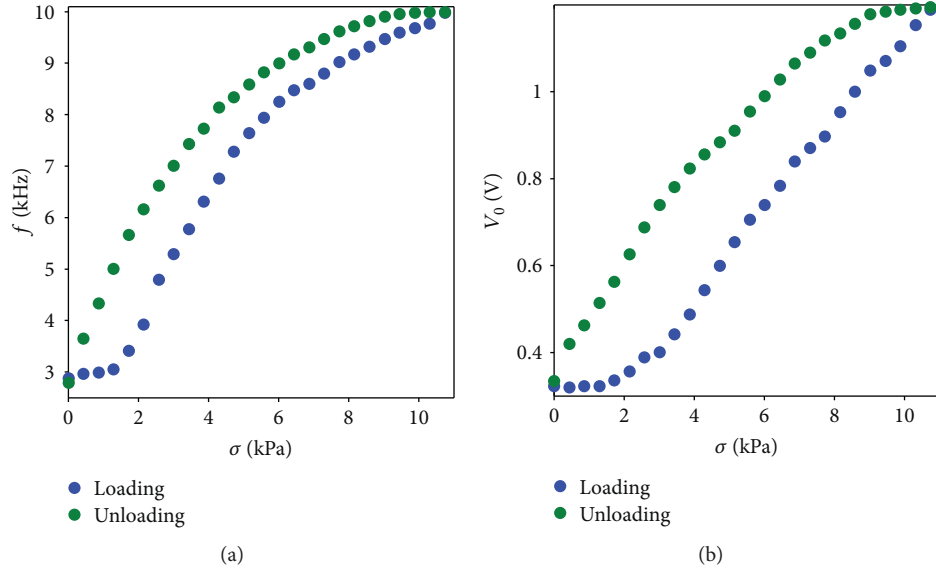 10
9
8
7
6
5
4
3
f (kHz)
0 2 4 6 8 10
σ (kPa)
Loading
Unloading
(a)
1
0.8
0.6
0.4
V₀ (V)
0 2 4 6 8 10
σ (kPa)
Loading
Unloading
(b)